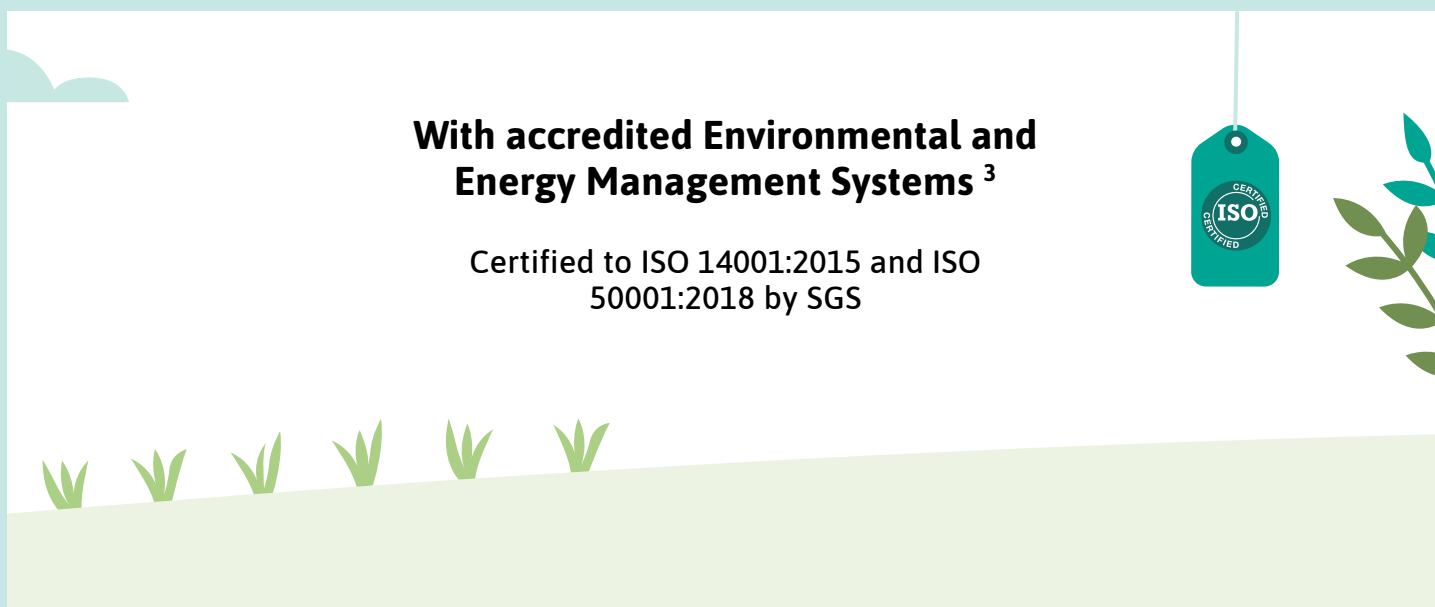 With accredited Environmental and
Energy Management Systems ³
Certified to ISO 14001:2015 and ISO
50001:2018 by SGS
CERTIFIED
ISO
CERTIFIED